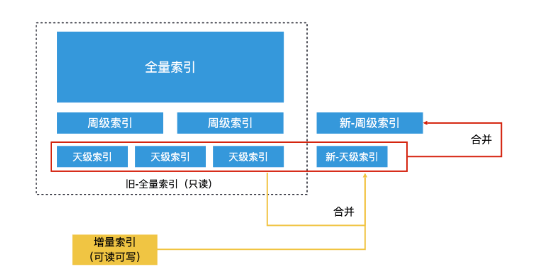 全量索引
周级索引
周级索引
新-周级索引
合并
天级索引
天级索引
天级索引
新-天级索引
旧-全量索引（只读）
合并
增量索引
(可读可写)